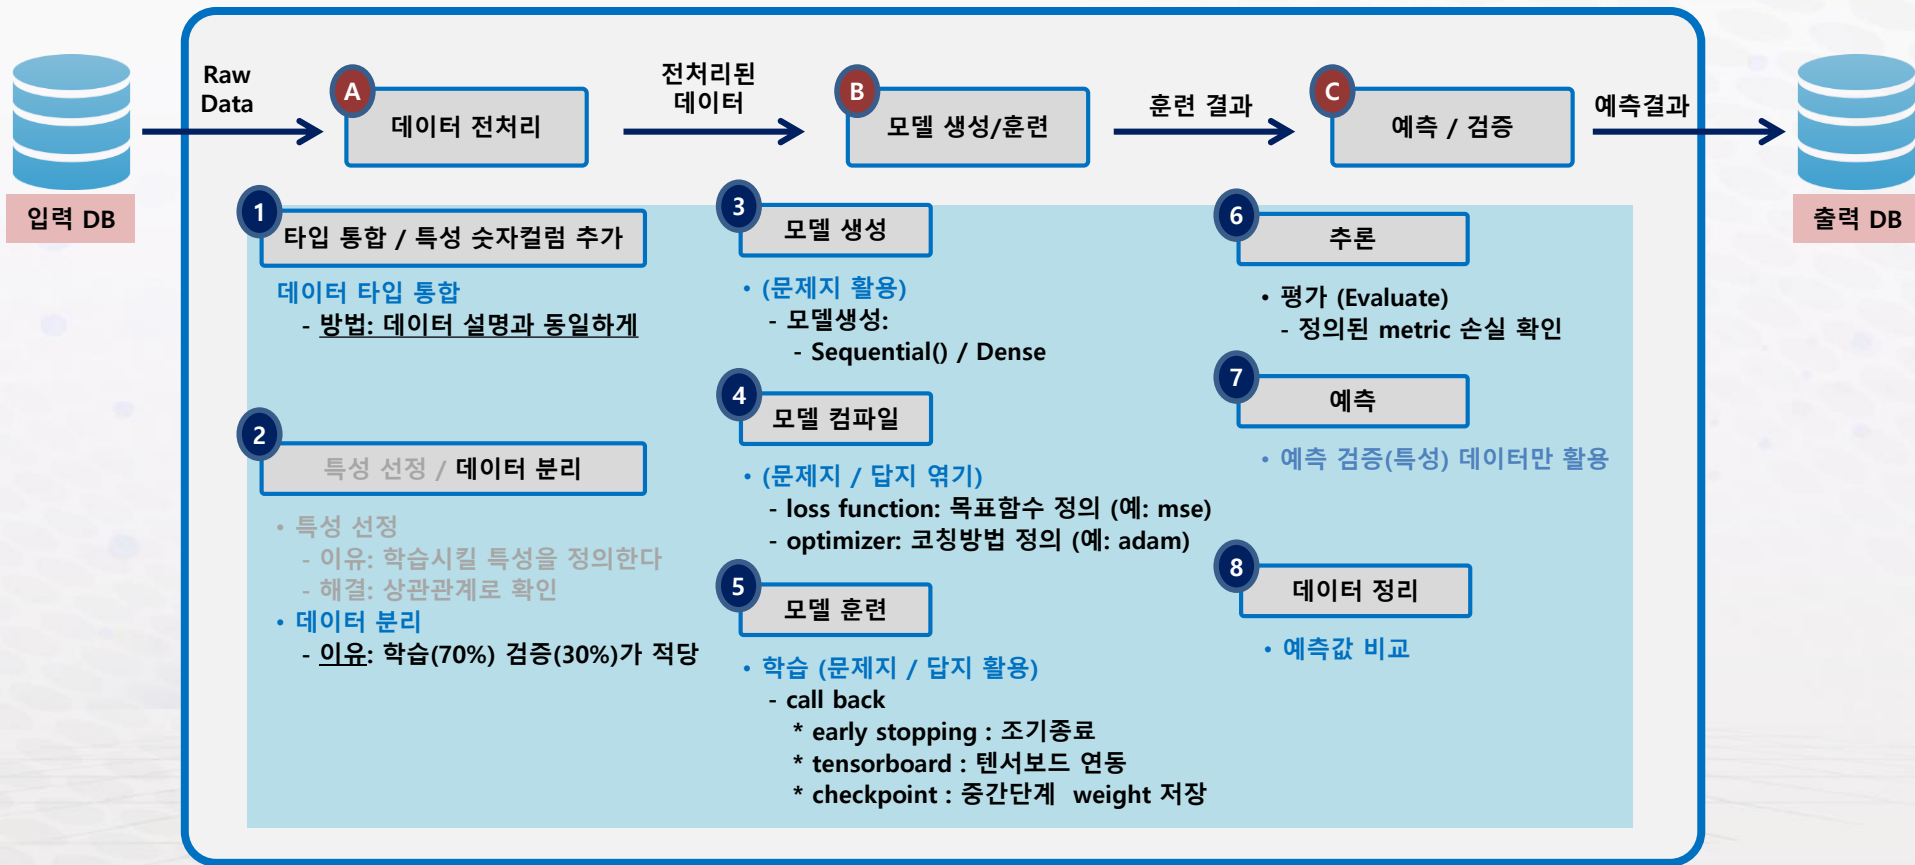 입력 DB
Raw
Data
A
데이터 전처리
전처리된
데이터
B
모델 생성/훈련
훈련 결과
C
예측 / 검증
예측결과
출력 DB
1
타입 통합 / 특성 숫자컬럼 추가
데이터 타입 통합
- 방법: 데이터 설명과 동일하게
2
특성 선정 / 데이터 분리
• 특성 선정
- 이유: 학습시킬 특성을 정의한다
- 해결: 상관관계로 확인
• 데이터 분리
- 이유: 학습(70%) 검증(30%)가 적당
3
모델 생성
• (문제지 활용)
- 모델생성:
- Sequential() / Dense
4
모델 컴파일
• (문제지 / 답지 엮기)
- loss function: 목표함수 정의 (예: mse)
- optimizer: 코칭방법 정의 (예: adam)
5
모델 훈련
• 학습 (문제지 / 답지 활용)
- call back
* early stopping : 조기종료
* tensorboard : 텐서보드 연동
* checkpoint : 중간단계 weight 저장
6
추론
• 평가 (Evaluate)
- 정의된 metric 손실 확인
7
예측
• 예측 검증(특성) 데이터만 활용
8
데이터 정리
• 예측값 비교